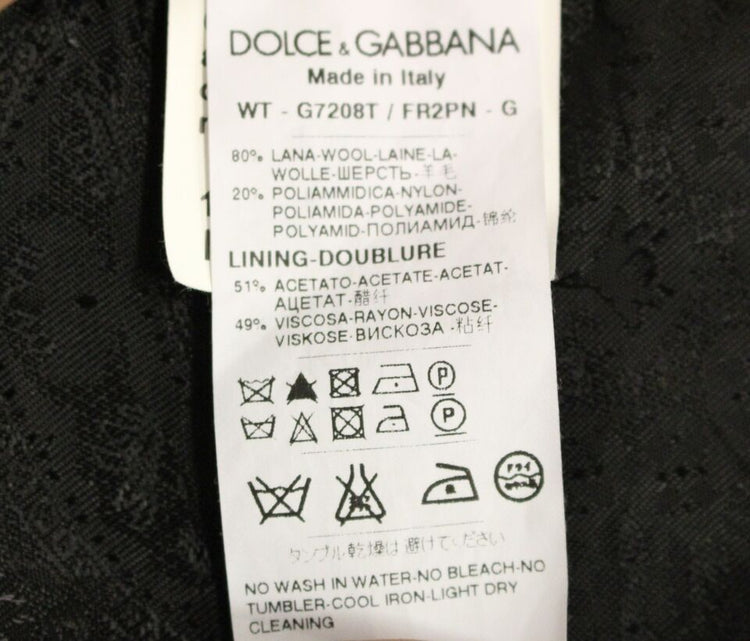 DOLCE & GABBANA
Made in Italy
WT - G7208T / FR2PN - G
80% LANA-WOOL-LAINE-LA-
WOLLE-ШЕРСТЬ-羊毛
20% POLIAMMIDICA-NYLON-
POLIAMIDA-POLYAMIDE-
POLYAMID-ПОЛИАМИД-锦纶
LINING-DOUBLURE
51% ACETATO-ACETATE-ACETAT-
АЦЕТАТ-醋纤
49% VISCOSA-RAYON-VISCOSE-
VISKOSE-ВИСКОЗА -粘纤
P
P
ドライ
タンブル乾燥は 避けてください
NO WASH IN WATER-NO BLEACH-NO
TUMBLER-COOL IRON-LIGHT DRY
CLEANING